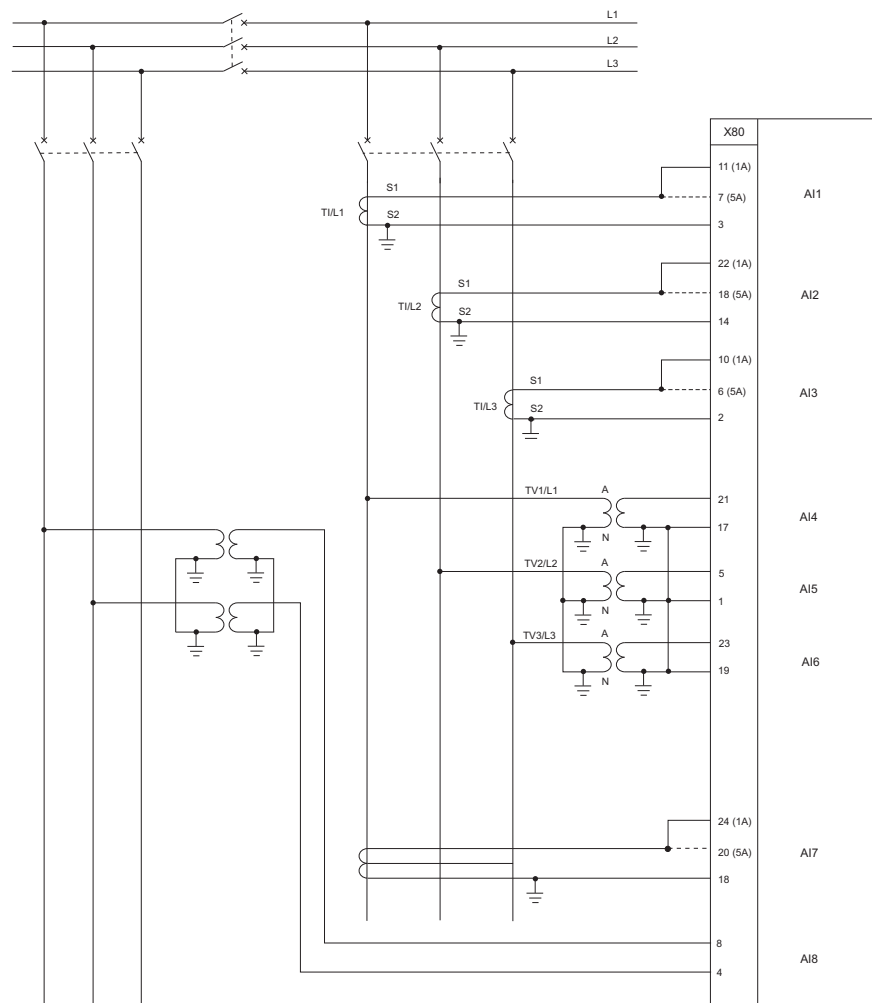 L1
L2
L3
X80
11 (1A)
S1
7 (5A)
AI1
TI/L1
S2
3
22 (1A)
S1
18 (5A)
AI2
TI/L2
S2
14
10 (1A)
S1
6 (5A)
AI3
TI/L3
S2
2
TV1/L1
A
21
AI4
N
17
TV2/L2
A
5
AI5
N
1
TV3/L3
A
23
AI6
N
19
24 (1A)
20 (5A)
AI7
18
8
AI8
4